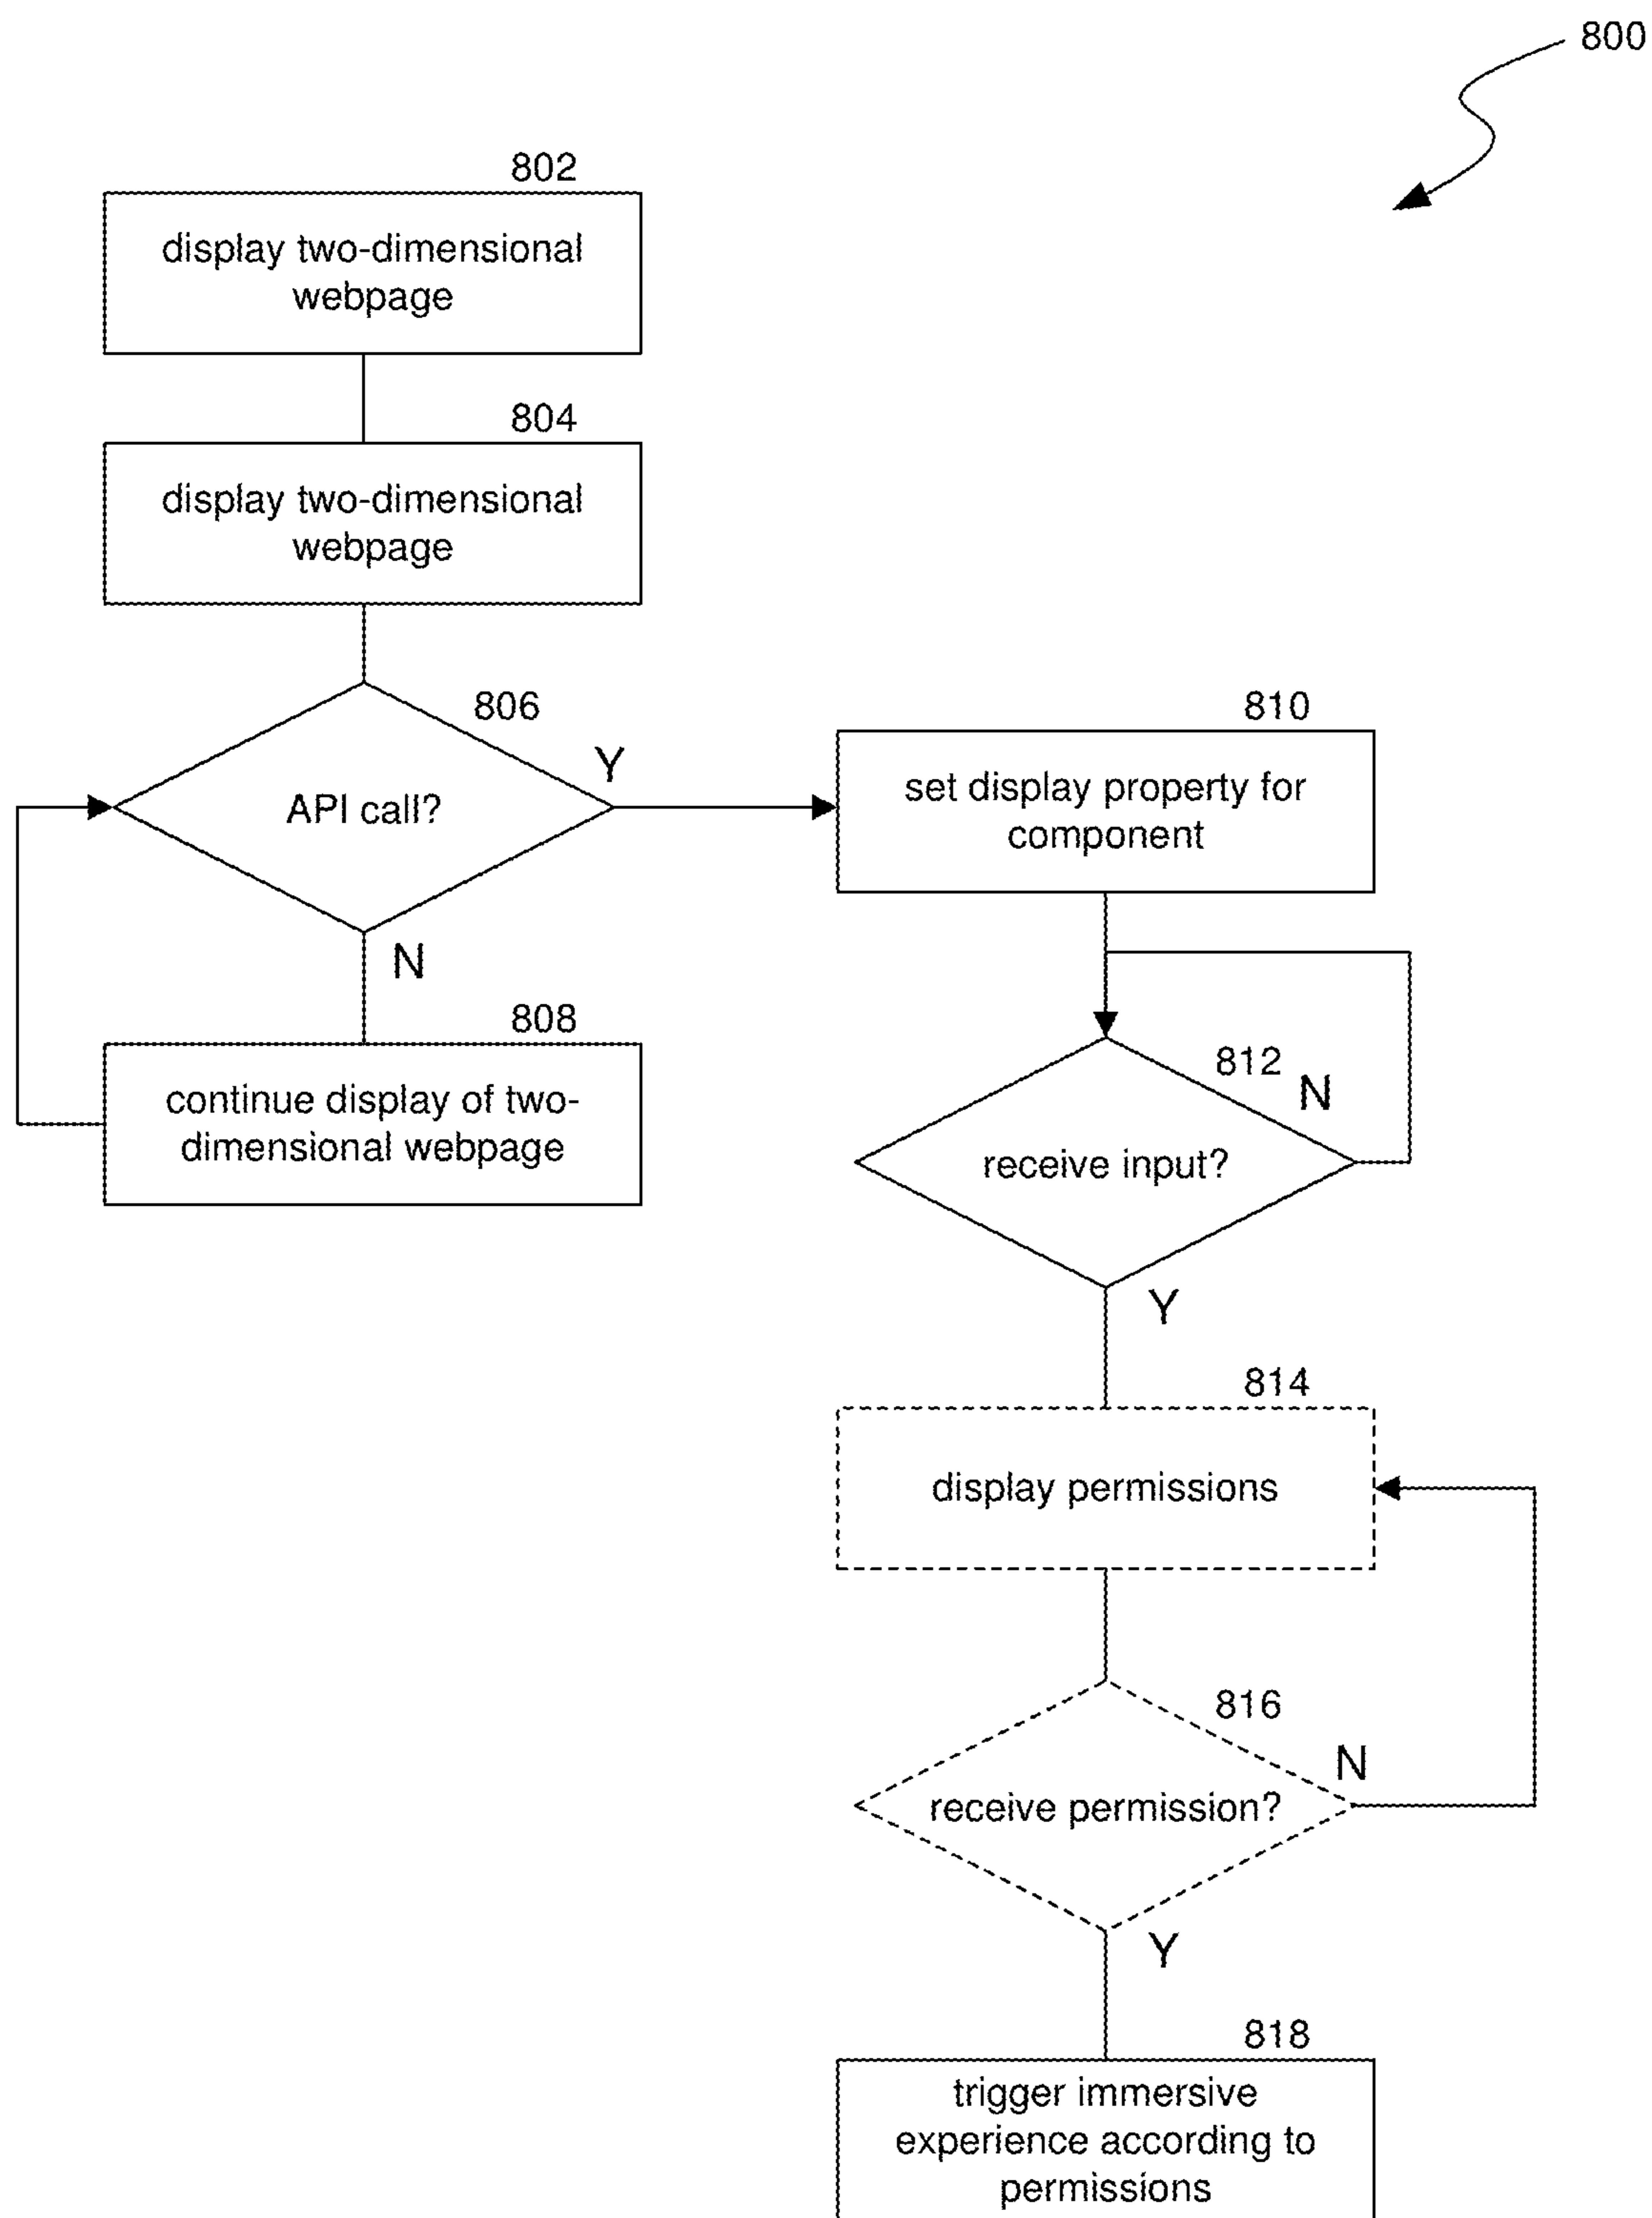 800
802
display two-dimensional
webpage
804
display two-dimensional
webpage
806
API call?
Y
N
808
continue display of two-
dimensional webpage
810
set display property for
component
812
N
receive input?
Y
814
display permissions
816
N
receive permission?
Y
818
trigger immersive
experience according to
permissions